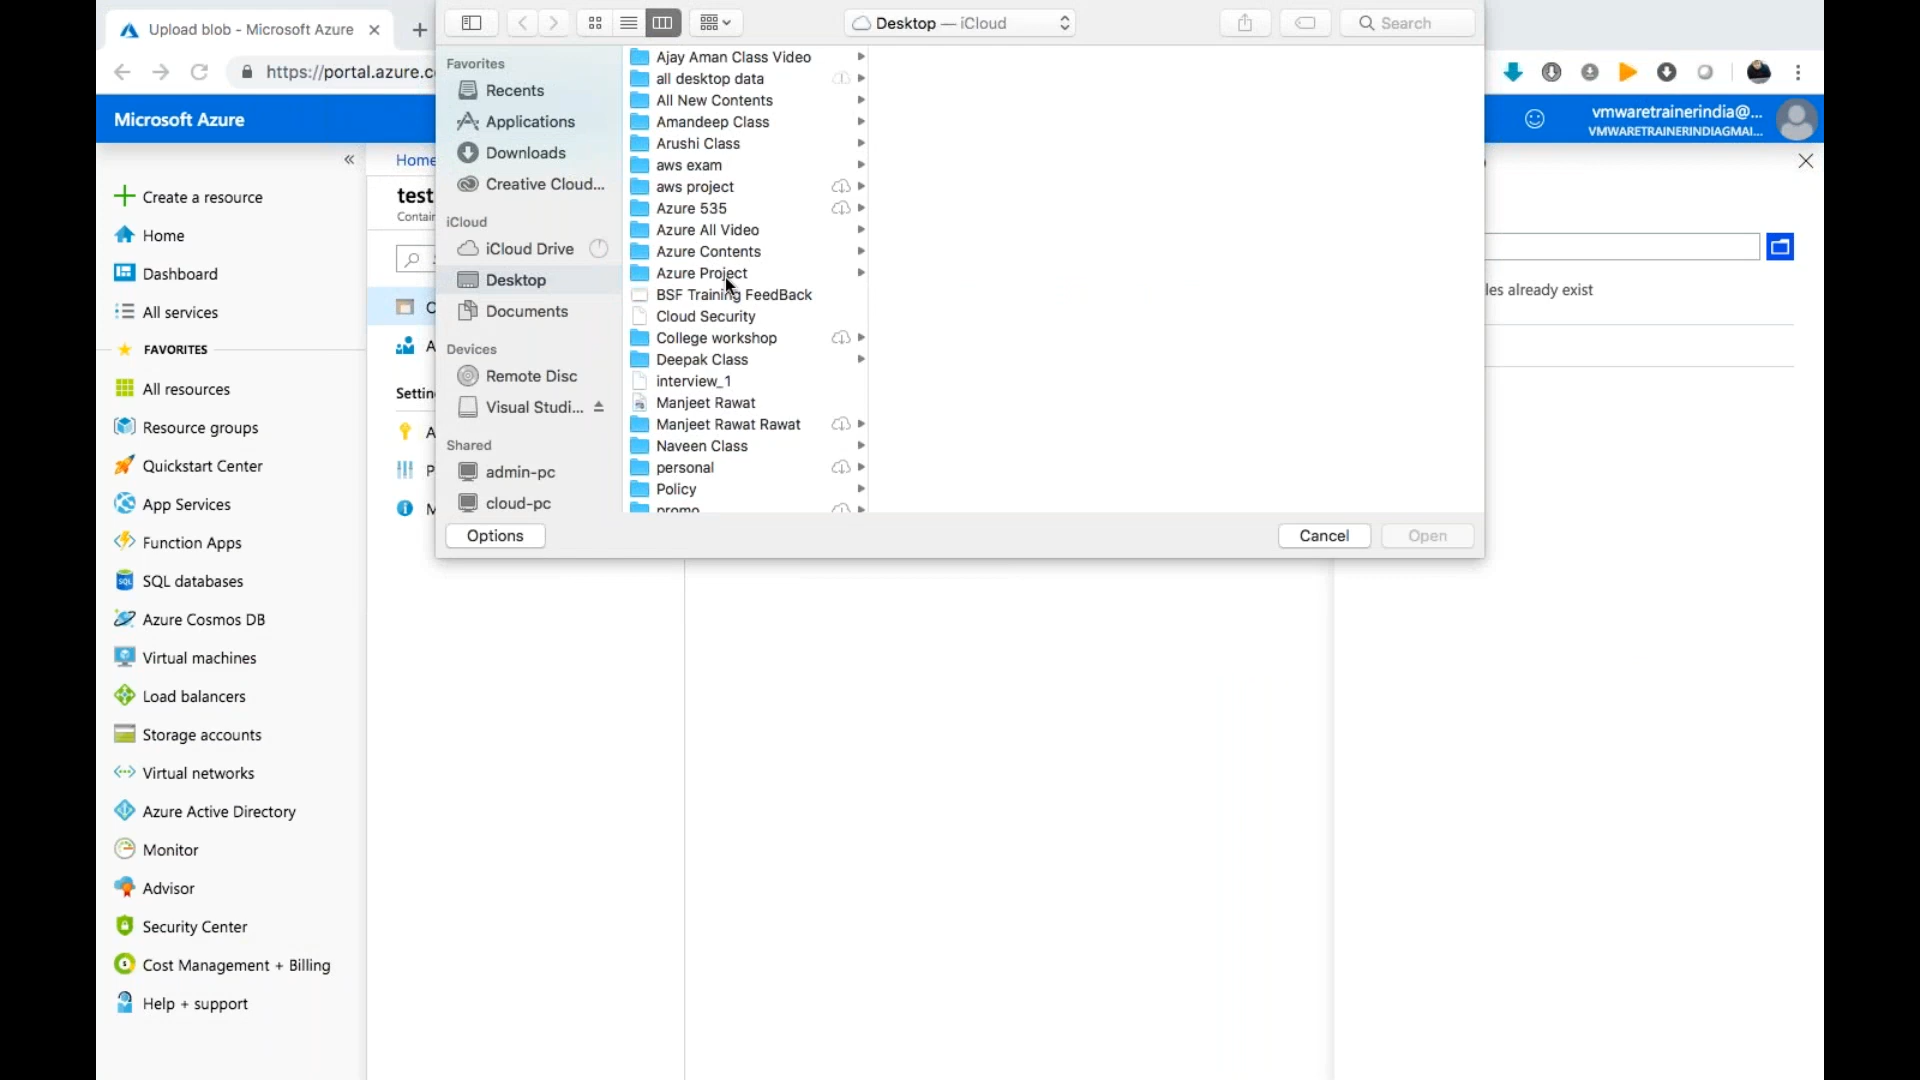 Upload blob - Microsoft Azure
https://portal.azure.c
Desktop — iCloud
Search
Microsoft Azure
vmwaretrainerindia@...
VMWARETRAINERINDIAGMAI...
Create a resource
Home
Dashboard
All services
FAVORITES
All resources
Resource groups
Quickstart Center
App Services
Function Apps
SQL databases
Azure Cosmos DB
Virtual machines
Load balancers
Storage accounts
Virtual networks
Azure Active Directory
Monitor
Advisor
Security Center
Cost Management + Billing
Help + support
Home
test
Contai
Settin
Favorites
Recents
Applications
Downloads
Creative Cloud...
iCloud
iCloud Drive
Desktop
Documents
Devices
Remote Disc
Visual Studi...
Shared
admin-pc
cloud-pc
Ajay Aman Class Video
all desktop data
All New Contents
Amandeep Class
Arushi Class
aws exam
aws project
Azure 535
Azure All Video
Azure Contents
Azure Project
BSF Training FeedBack
Cloud Security
College workshop
Deepak Class
interview_1
Manjeet Rawat
Manjeet Rawat Rawat
Naveen Class
personal
Policy
promo
Options
Cancel
Open
les already exist